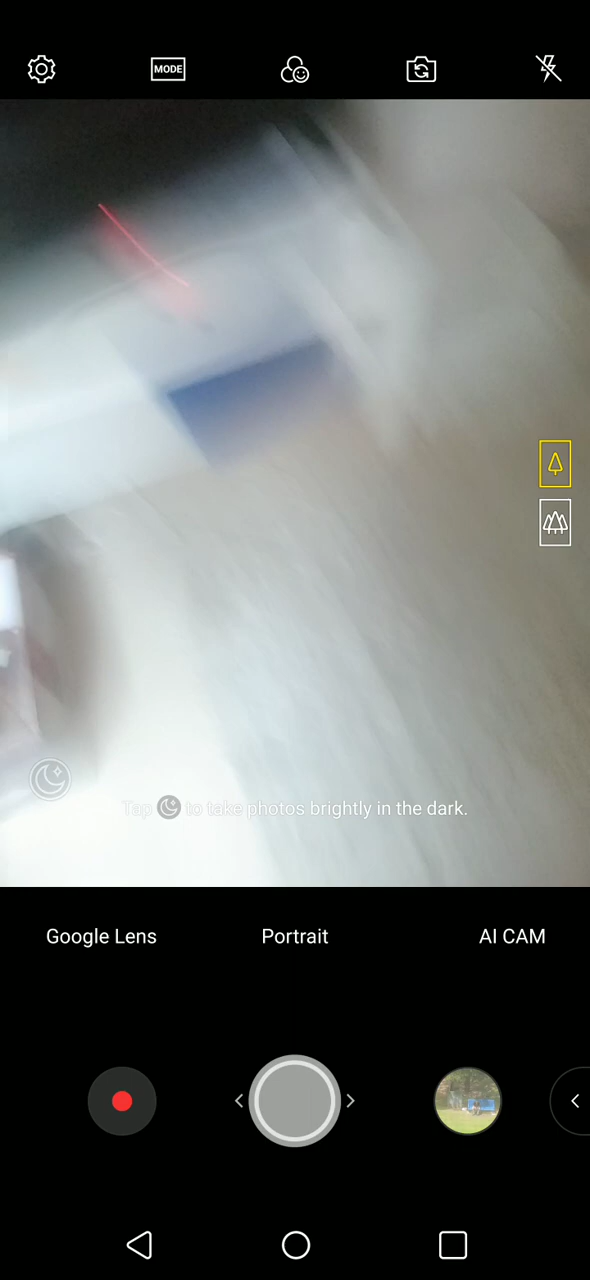 MODE
Tap to take photos brightly in the dark.
Google Lens
Portrait
AI CAM